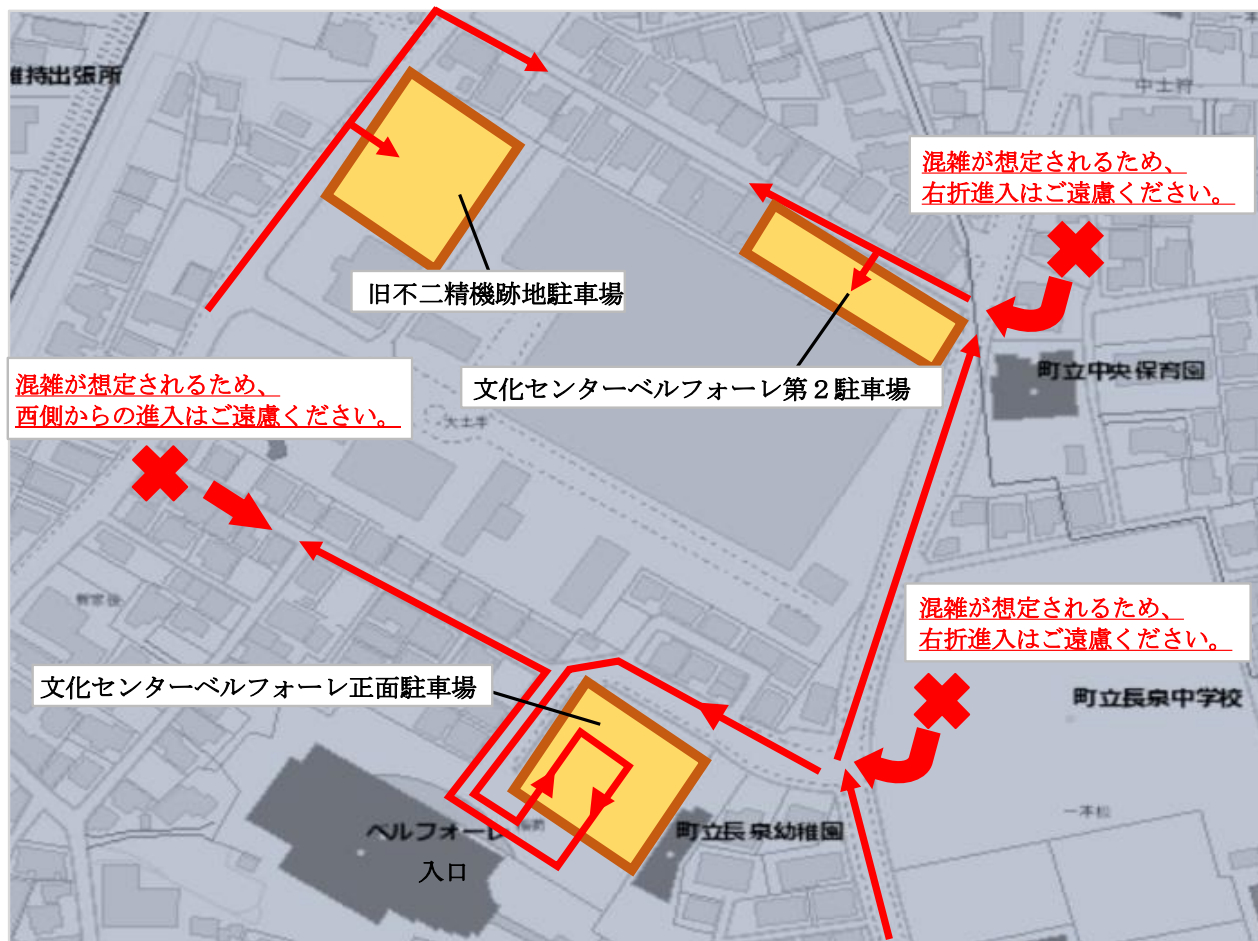 維持出張所
中土狩
混雑が想定されるため、
右折進入はご遠慮ください。
旧不二精機跡地駐車場
文化センターベルフォーレ第2駐車場
町立中央保育園
混雑が想定されるため、
西側からの進入はご遠慮ください。
大土手
混雑が想定されるため、
右折進入はご遠慮ください。
文化センターベルフォーレ正面駐車場
町立長泉中学校
一本松
ベルフォーレ
町立長泉幼稚園
入口